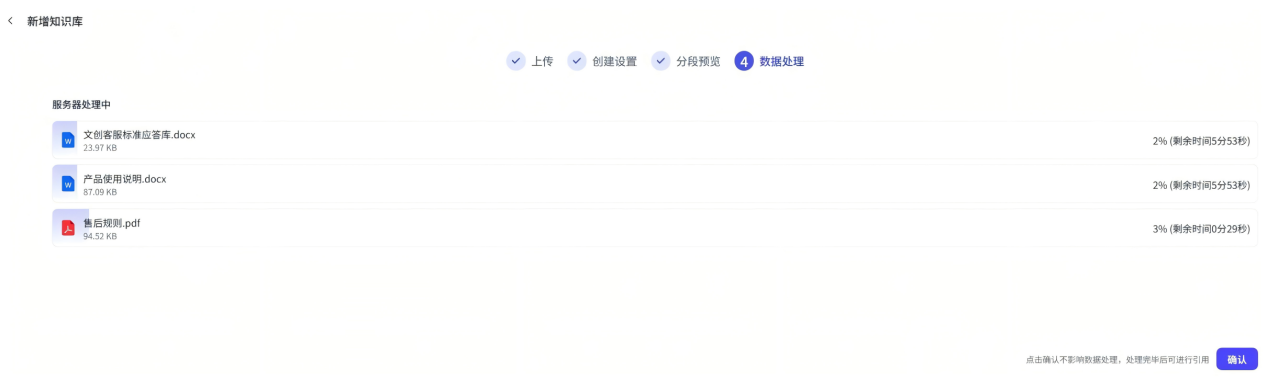 新增知识库
上传 创建设置 分段预览 4 数据处理
服务器处理中
文创客服标准应答库.docx
23.97 KB
2% (剩余时间5分53秒)
产品使用说明.docx
87.09 KB
2% (剩余时间5分53秒)
售后规则.pdf
94.52 KB
3% (剩余时间0分29秒)
点击确认不影响数据处理，处理完毕后可进行引用 确认